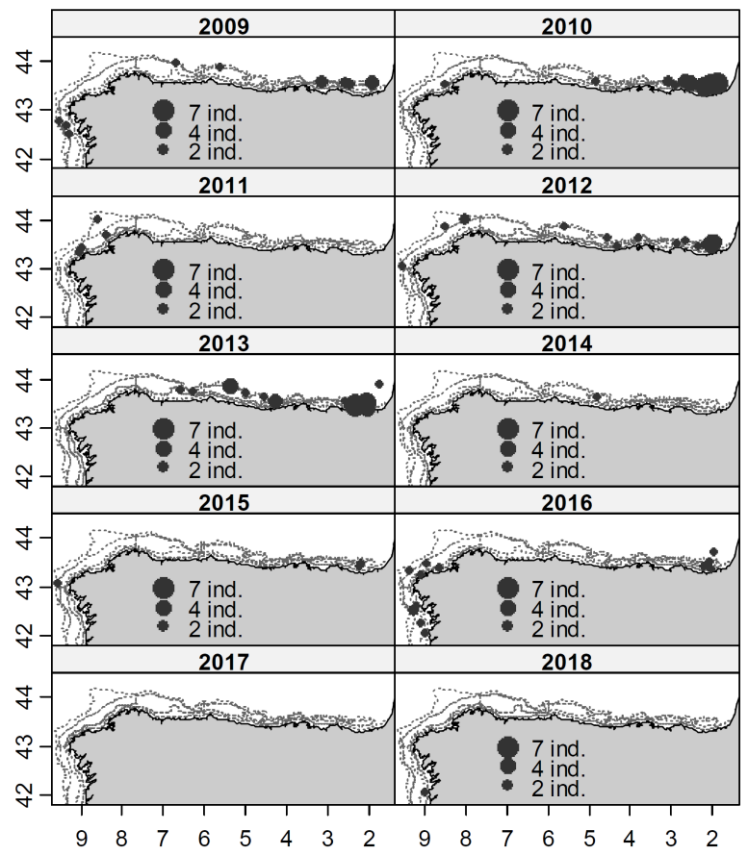 2009 2010
44
43
42
7 ind. 7 ind.
4 ind. 4 ind.
2 ind. 2 ind.
2011 2012
44
43
42
7 ind. 7 ind.
4 ind. 4 ind.
2 ind. 2 ind.
2013 2014
44
43
42
7 ind. 7 ind.
4 ind. 4 ind.
2 ind. 2 ind.
2015 2016
44
43
42
7 ind. 7 ind.
4 ind. 4 ind.
2 ind. 2 ind.
2017 2018
44
43
42
7 ind.
4 ind.
2 ind.
9 8 7 6 5 4 3 2 9 8 7 6 5 4 3 2